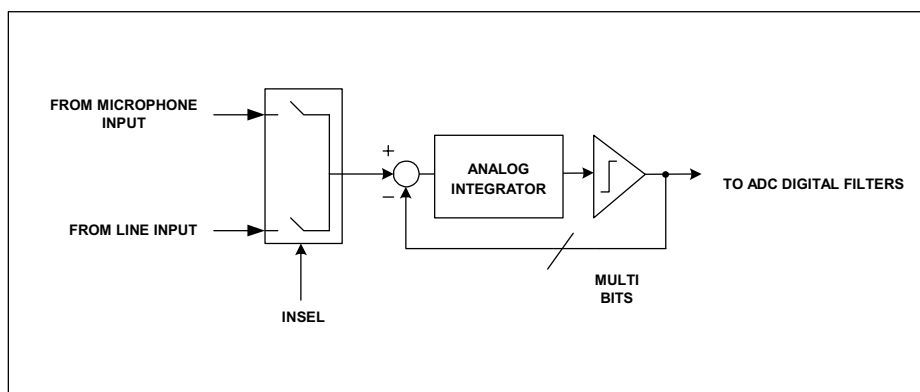 FROM MICROPHONE
INPUT
FROM LINE INPUT
INSEL
+
−
ANALOG
INTEGRATOR
TO ADC DIGITAL FILTERS
MULTI
BITS